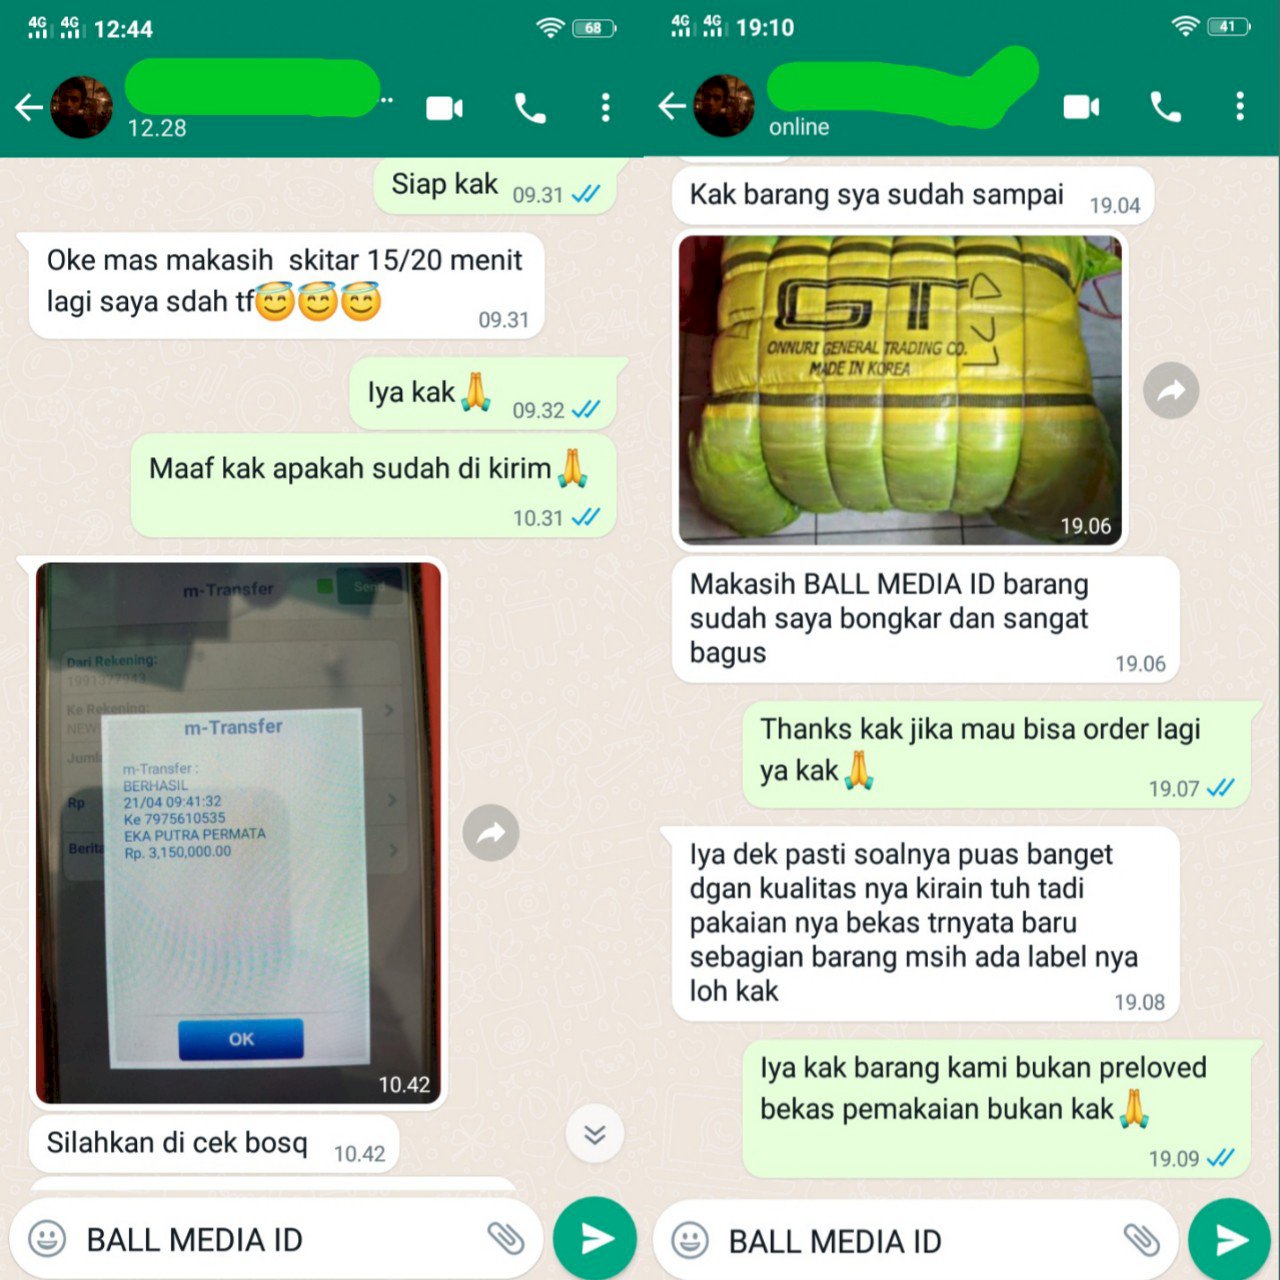 4G 4G 12:44 68
12.28
Siap kak 09.31
Oke mas makasih skitar 15/20 menit
lagi saya sdah tf😇😇😇
09.31
Iya kak🙏 09.32
Maaf kak apakah sudah di kirim🙏
10.31
m-Transfer Send
Dari Rekening:
1991377943
Ke Rekening:
NEW
Juml
Rp
Berita
m-Transfer
m-Transfer :
BERHASIL
21/04 09:41:32
Ke 7975610535
EKA PUTRA PERMATA
Rp. 3,150,000.00
OK
10.42
Silahkan di cek bosq 10.42
BALL MEDIA ID
4G 4G 19:10 41
online
Kak barang sya sudah sampai 19.04
GT
ONNURI GENERAL TRADING CO.
MADE IN KOREA
19.06
Makasih BALL MEDIA ID barang
sudah saya bongkar dan sangat
bagus
19.06
Thanks kak jika mau bisa order lagi
ya kak🙏
19.07
Iya dek pasti soalnya puas banget
dgan kualitas nya kirain tuh tadi
pakaian nya bekas trnyata baru
sebagian barang msih ada label nya
loh kak
19.08
Iya kak barang kami bukan preloved
bekas pemakaian bukan kak🙏
19.09
BALL MEDIA ID